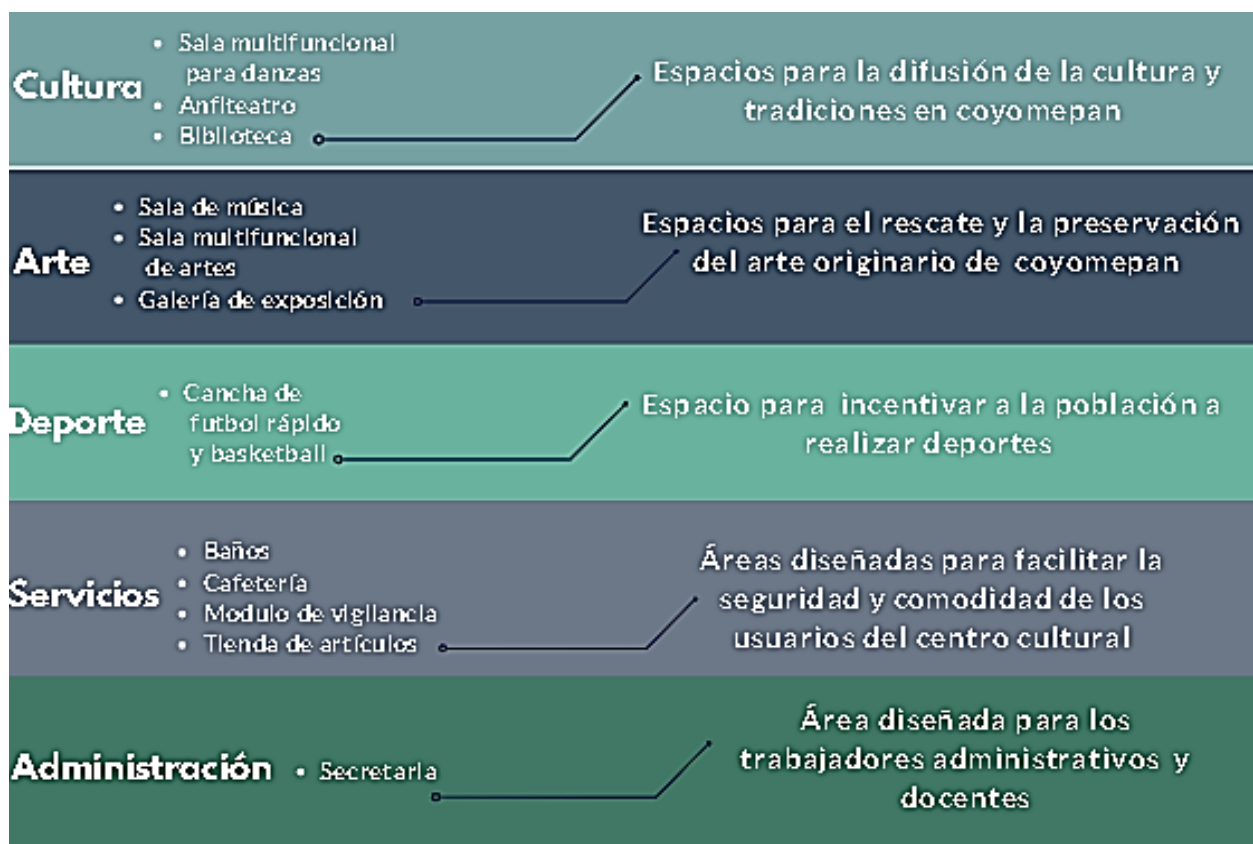 Cultura
• Sala multifuncional
para danzas
• Anfiteatro
• Biblioteca
Espacios para la difusión de la cultura y
tradiciones en coyomepan
Arte
• Sala de música
• Sala multifuncional
de artes
• Galería de exposición
Espacios para el rescate y la preservación
del arte originario de coyomepan
Deporte
• Cancha de
futbol rápido
y basketball
Espacio para incentivar a la población a
realizar deportes
Servicios
• Baños
• Cafetería
• Modulo de vigilancia
• Tienda de artículos
Áreas diseñadas para facilitar la
seguridad y comodidad de los
usuarios del centro cultural
Administración
• Secretaria
Área diseñada para los
trabajadores administrativos y
docentes